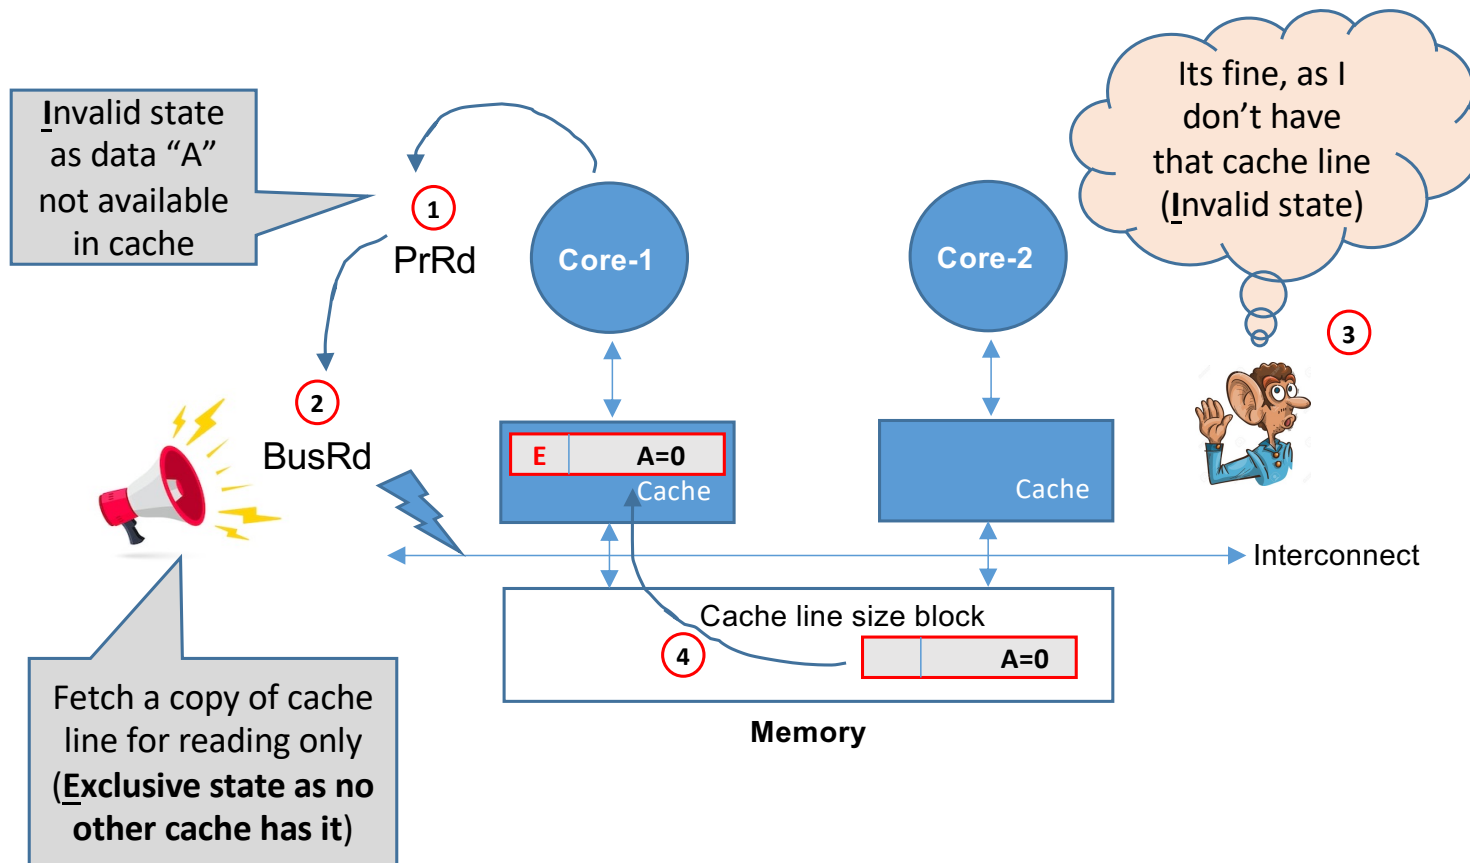 Invalid state
as data “A”
not available
in cache
1
PrRd
Core-1
Core-2
Its fine, as I
don’t have
that cache line
(Invalid state)
3
2
BusRd
E A=0
Cache
Cache
Interconnect
Cache line size block
4
A=0
Memory
Fetch a copy of cache
line for reading only
(Exclusive state as no
other cache has it)